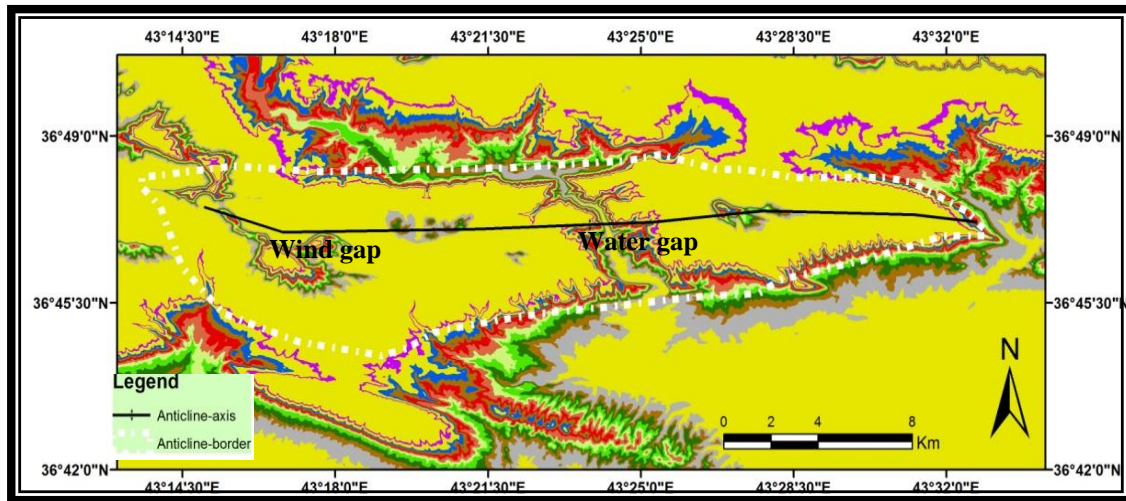 43°14'30"E 43°18'0"E 43°21'30"E 43°25'0"E 43°28'30"E 43°32'0"E
36°49'0"N 36°49'0"N
Wind gap Water gap
36°45'30"N 36°45'30"N
N
Legend
Anticline-axis
Anticline-border
0 2 4 8
Km
36°42'0"N 36°42'0"N
43°14'30"E 43°18'0"E 43°21'30"E 43°25'0"E 43°28'30"E 43°32'0"E